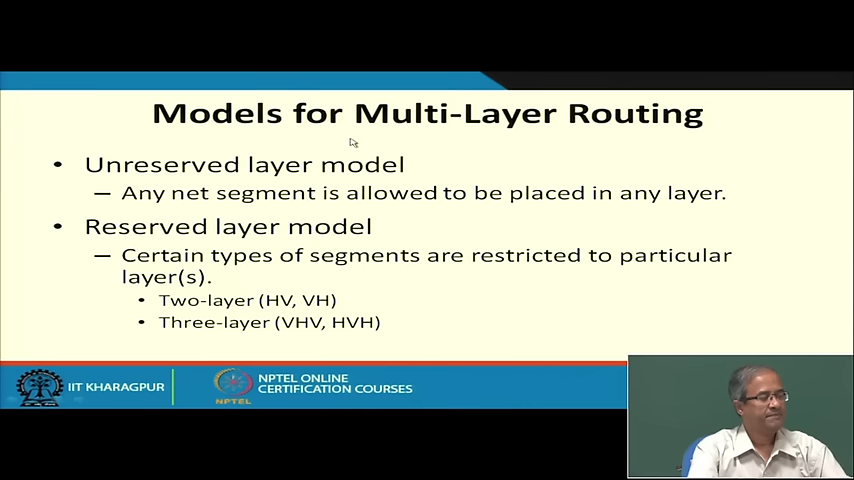 Models for Multi-Layer Routing
• Unreserved layer model
– Any net segment is allowed to be placed in any layer.
• Reserved layer model
– Certain types of segments are restricted to particular
layer(s).
• Two-layer (HV, VH)
• Three-layer (VHV, HVH)
IIT KHARAGPUR
NPTEL
NPTEL ONLINE
CERTIFICATION COURSES